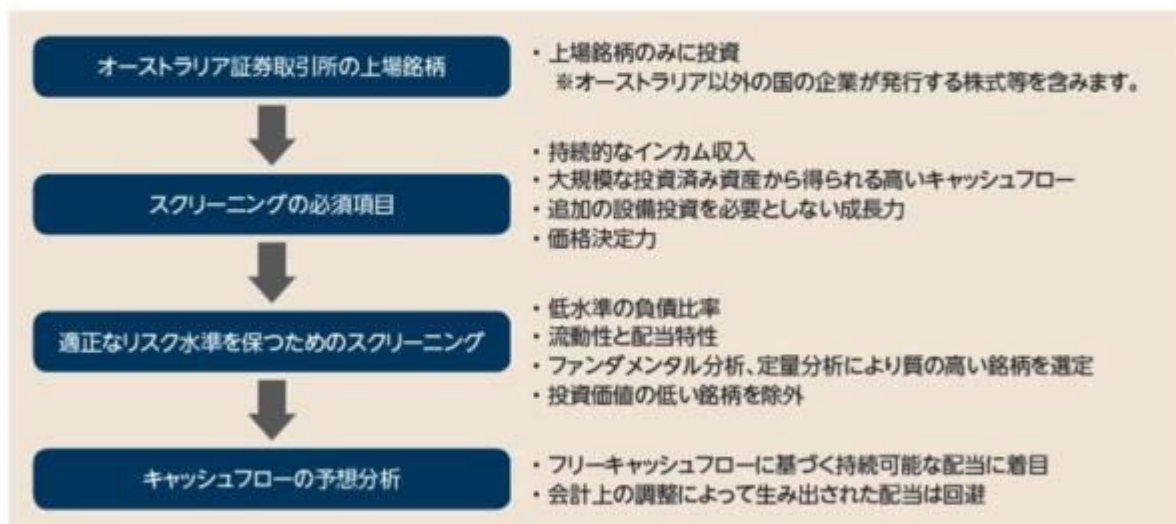 オーストラリア証券取引所の上場銘柄
・上場銘柄のみに投資
※オーストラリア以外の国の企業が発行する株式等を含みます。
スクリーニングの必須項目
・持続的なインカム収入
・大規模な投資済み資産から得られる高いキャッシュフロー
・追加の設備投資を必要としない成長力
・価格決定力
適正なリスク水準を保つためのスクリーニング
・低水準の負債比率
・流動性と配当特性
・ファンダメンタル分析、定量分析により質の高い銘柄を選定
・投資価値の低い銘柄を除外
キャッシュフローの予想分析
・フリーキャッシュフローに基づく持続可能な配当に着目
・会計上の調整によって生み出された配当は回避